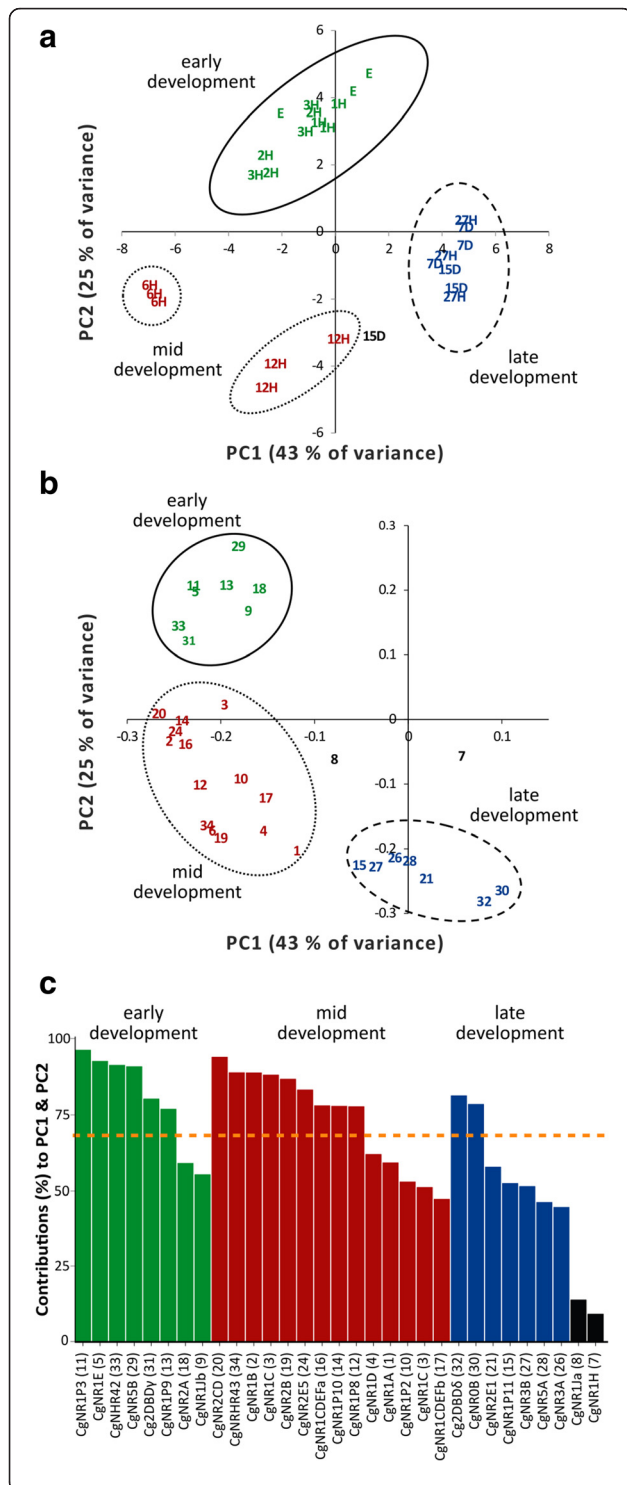 a
early
development
6
4
2
0
-2
-4
-6
-8
-6
-4
-2
0
2
4
6
8
E
E
E
3H
1H
2H
1H
1H
3H
2H
3H
2H
6H
6H
6H
mid
development
12H
12H
12H
15D
27H
7D
7D
27H
7D
15D
15D
27H
late
development
PC2 (25 % of variance)
PC1 (43 % of variance)
b
early
development
0.3
0.2
0.1
0
-0.1
-0.2
-0.3
-0.3
-0.2
-0.1
0
0.1
29
11
5
13
18
9
33
31
3
20
14
24
2
16
12
10
17
34
6
19
4
1
8
7
15
27
26
28
21
30
32
mid
development
late
development
PC2 (25 % of variance)
PC1 (43 % of variance)
c
early
development
mid
development
late
development
Contributions (%) to PC1 & PC2
100
75
50
25
0
CgNR1P3 (11)
CgNR1E (5)
CgNHR42 (33)
CgNR5B (29)
Cg2DBDγ (31)
CgNR1P9 (13)
CgNR2A (18)
CgNR1Jb (9)
CgNR2CD (20)
CgNRHR43 (34)
CgNR1B (2)
CgNR1C (3)
CgNR2B (19)
CgNR2E5 (24)
CgNR1CDEFa (16)
CgNR1P10 (14)
CgNR1P8 (12)
CgNR1D (4)
CgNR1A (1)
CgNR1P2 (10)
CgNR1C (3)
CgNR1CDEFb (17)
Cg2DBD6 (32)
CgNR0B (30)
CgNR2E1 (21)
CgNR1P11 (15)
CgNR3B (27)
CgNR5A (28)
CgNR3A (26)
CgNR1Ja (8)
CgNR1H (7)